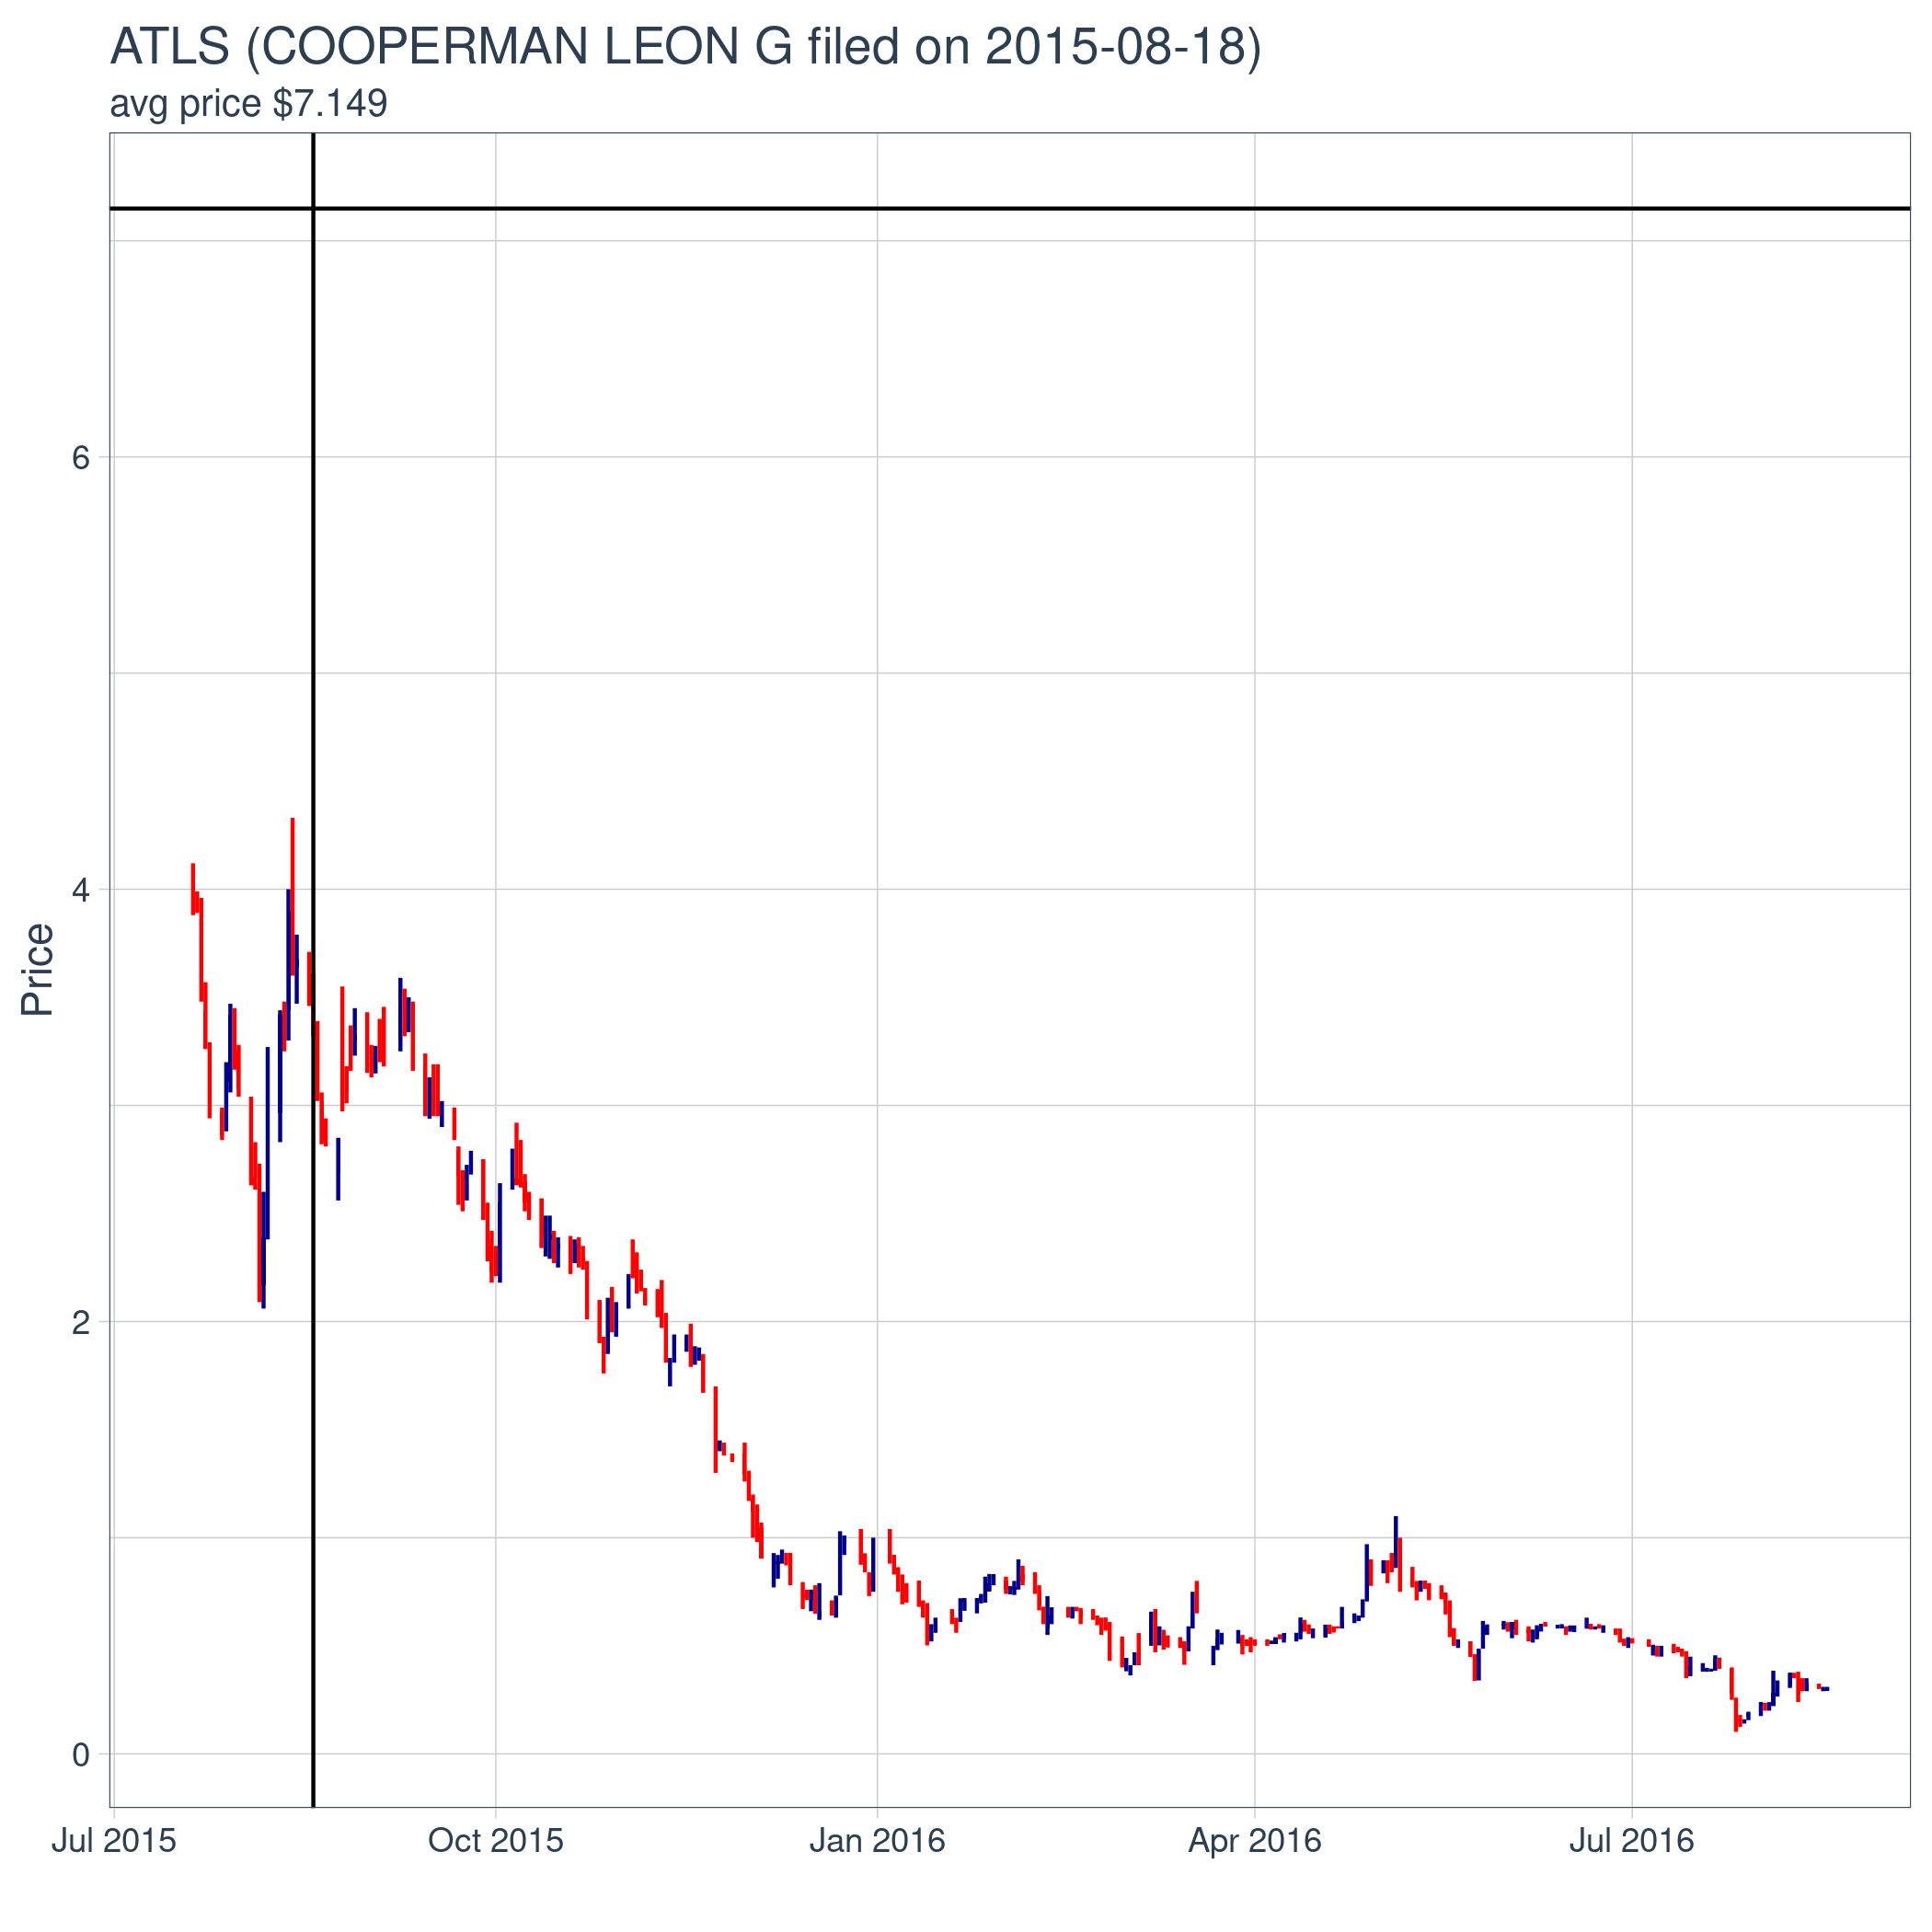 ATLS (COOPERMAN LEON G filed on 2015-08-18)
avg price $7.149
Price
6
4
2
0
Jul 2015
Oct 2015
Jan 2016
Apr 2016
Jul 2016